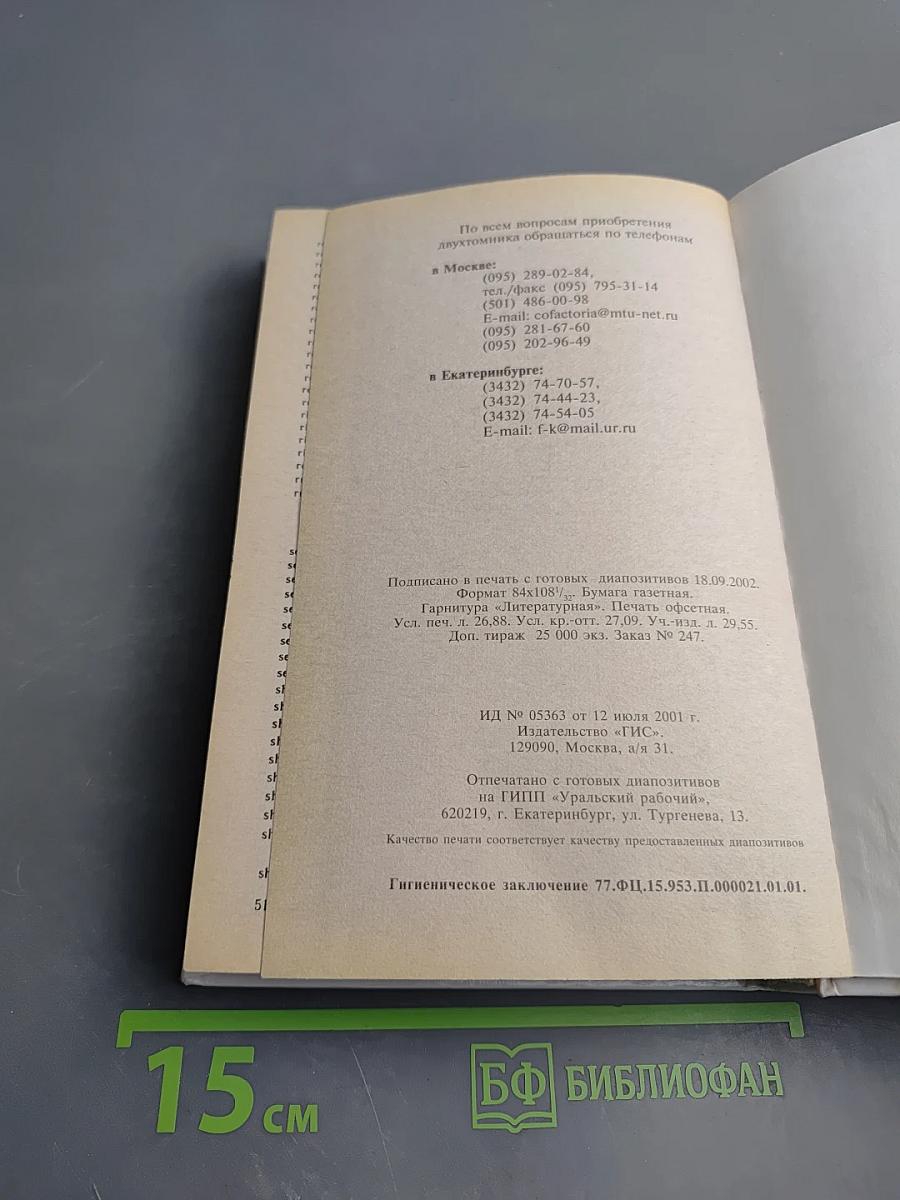 По всем вопросам приобретения
двухтомника обращаться по телефонам
в Москве:
(095) 289-02-84,
тел./факс (095) 795-31-14
(501) 486-00-98
E-mail: cofactoria@mtu-net.ru
(095) 281-67-60
(095) 202-96-49
в Екатеринбурге:
(3432) 74-70-57,
(3432) 74-44-23,
(3432) 74-54-05
E-mail: f-k@mail.ur.ru
Подписано в печать с готовых диапозитивов 18.09.2002.
Формат 84х108¹/₃₂. Бумага газетная.
Гарнитура «Литературная». Печать офсетная.
Усл. печ. л. 26,88. Усл. кр.-отт. 27,09. Уч.-изд. л. 29,55.
Доп. тираж 25 000 экз. Заказ № 247.
ИД № 05363 от 12 июля 2001 г.
Издательство «ГИС».
129090, Москва, а/я 31.
Отпечатано с готовых диапозитивов
на ГИПП «Уральский рабочий»,
620219, г. Екатеринбург, ул. Тургенева, 13.
Качество печати соответствует качеству предоставленных диапозитивов
Гигиеническое заключение 77.ФЦ.15.953.П.000021.01.01.
15 см
БФ БИБЛИОФАН